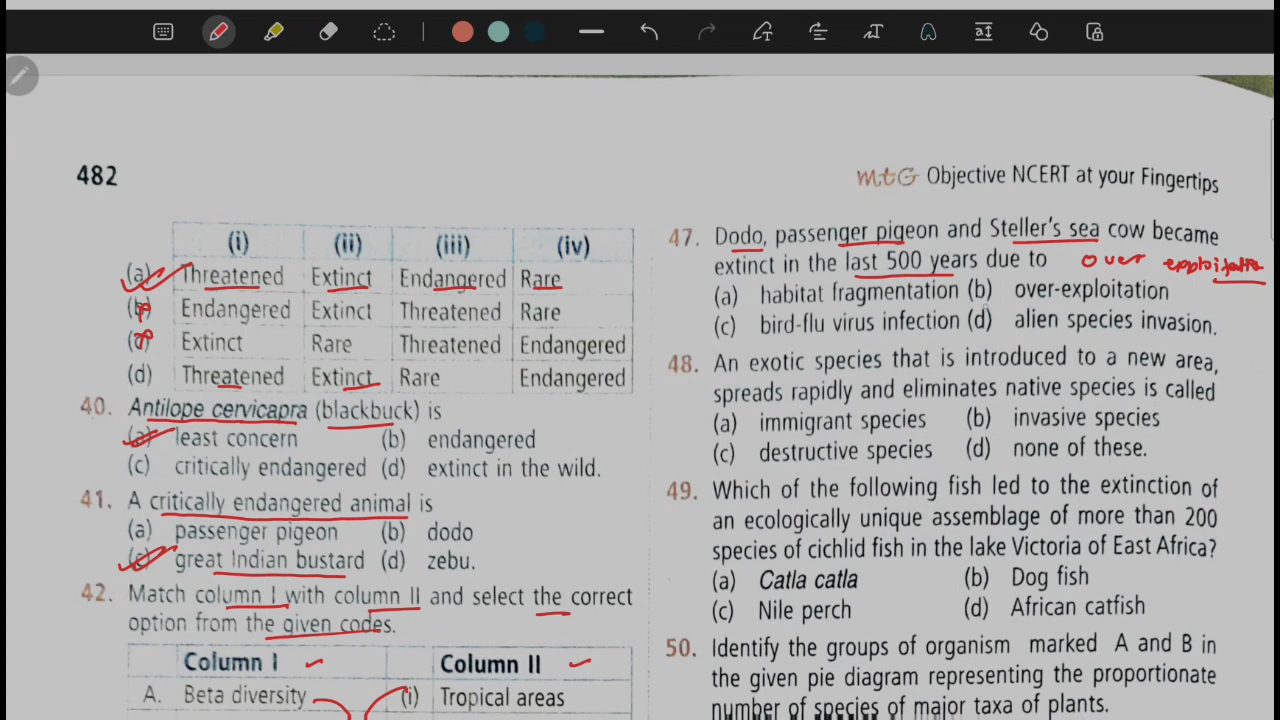 482
mtG Objective NCERT at your Fingertips
(i) (ii) (iii) (iv)
(a) Threatened Extinct Endangered Rare
(b) Endangered Extinct Threatened Rare
(c) Extinct Rare Threatened Endangered
(d) Threatened Extinct Rare Endangered
40. Antilope cervicapra (blackbuck) is
(a) least concern (b) endangered
(c) critically endangered (d) extinct in the wild.
41. A critically endangered animal is
(a) passenger pigeon (b) dodo
(c) great Indian bustard (d) zebu.
42. Match column I with column II and select the correct
option from the given codes.
Column I Column II
A. Beta diversity (i) Tropical areas
47. Dodo, passenger pigeon and Steller's sea cow became
extinct in the last 500 years due to over
(a) habitat fragmentation (b) over-exploitation
(c) bird-flu virus infection (d) alien species invasion.
48. An exotic species that is introduced to a new area,
spreads rapidly and eliminates native species is called
(a) immigrant species (b) invasive species
(c) destructive species (d) none of these.
49. Which of the following fish led to the extinction of
an ecologically unique assemblage of more than 200
species of cichlid fish in the lake Victoria of East Africa?
(a) Catla catla (b) Dog fish
(c) Nile perch (d) African catfish
50. Identify the groups of organism marked A and B in
the given pie diagram representing the proportionate
number of species of major taxa of plants.